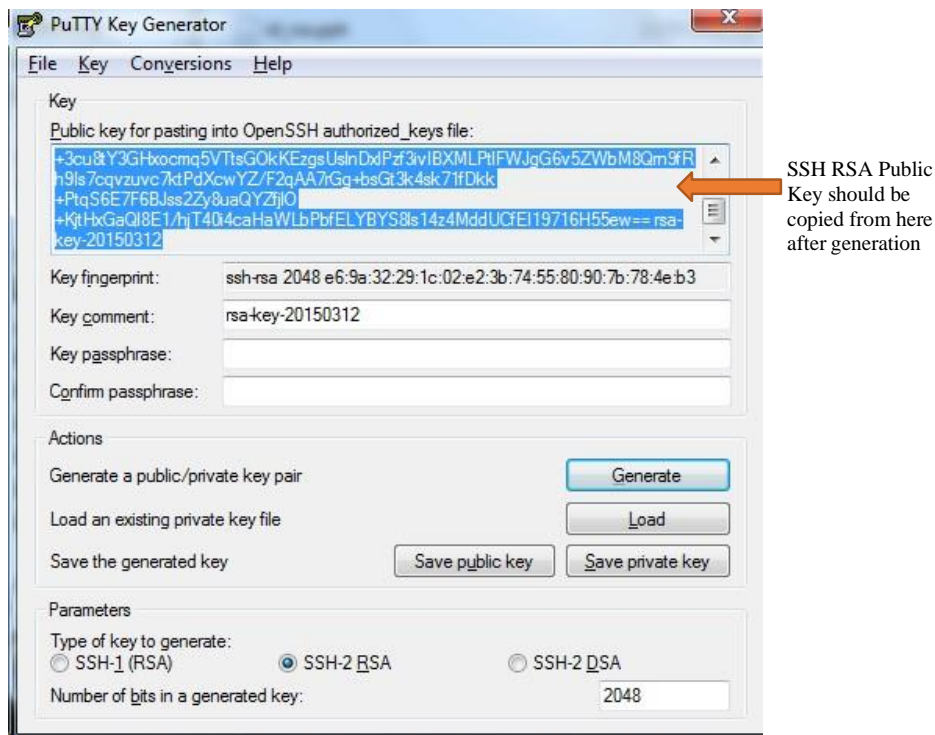 PuTTY Key Generator
File Key Conversions Help
Key
Public key for pasting into OpenSSH authorized_keys file:
+3cu8tY3GHxocmq5VTtsGOkKEzgsUslnDxlPzf3ivIBXMLPtlFWJgG6v5ZWbM8Qm9fR
h9ls7cqvzuvc7ktPdXcwYZ/F2qAA7rGg+bsGt3k4sk71fDkk
+PtqS6E7F6BJss2Zy8uaQYZfjlO
+KjtHxGaQl8E1/hjT40i4caHaWLbPbfELYBYS8ls14z4MddUCfEI19716H55ew== rsa-
key-20150312
SSH RSA Public
Key should be
copied from here
after generation
Key fingerprint: ssh-rsa 2048 e6:9a:32:29:1c:02:e2:3b:74:55:80:90:7b:78:4e:b3
Key comment: rsa-key-20150312
Key passphrase:
Confirm passphrase:
Actions
Generate a public/private key pair Generate
Load an existing private key file Load
Save the generated key Save public key Save private key
Parameters
Type of key to generate:
SSH-1 (RSA) SSH-2 RSA SSH-2 DSA
Number of bits in a generated key: 2048